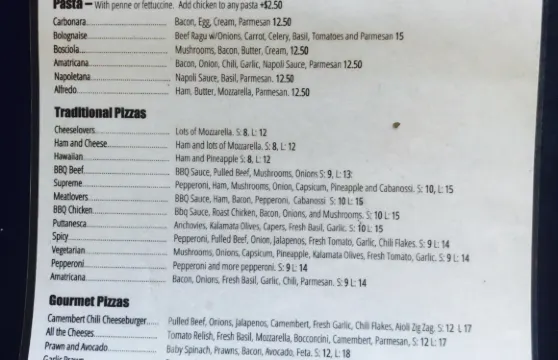 Pasta – With penne or fettuccine. Add chicken to any pasta +$2.50
Carbonara Bacon, Egg, Cream, Parmesan 12.50
Bolognaise Beef Ragu w/Onions, Carrot, Celery, Basil, Tomatoes and Parmesan 15
Bosciola Mushrooms, Bacon, Butter, Cream, 12.50
Amatricana Bacon, Onion, Chili, Garlic, Napoli Sauce, Parmesan 12.50
Napoletana Napoli Sauce, Basil, Parmesan. 12.50
Alfredo Ham, Butter, Mozzarella, Parmesan. 12.50
Traditional Pizzas
Cheeselovers Lots of Mozzarella. S: 8, L: 12
Ham and Cheese Ham and lots of Mozzarella. S: 8, L: 12
Hawaiian Ham and Pineapple S: 8, L: 12
BBQ Beef BBQ Sauce, Pulled Beef, Mushrooms, Onions S: 9, L: 13
Supreme Pepperoni, Ham, Mushrooms, Onion, Capsicum, Pineapple and Cabanossi. S: 10, L: 15
Meatlovers BBQ Sauce, Ham, Bacon, Pepperoni, Cabanossi S: 10 L: 15
BBQ Chicken Bbq Sauce, Roast Chicken, Bacon, Onions, and Mushrooms. S: 10 L: 15
Puttanesca Anchovies, Kalamata Olives, Capers, Fresh Basil, Garlic. S: 10 L: 15
Spicy Pepperoni, Pulled Beef, Onion, Jalapenos, Fresh Tomato, Garlic, Chili Flakes. S: 9 L: 14
Vegetarian Mushrooms, Onions, Capsicum, Pineapple, Kalamata Olives, Fresh Tomato, Garlic. S: 9 L: 14
Pepperoni Pepperoni and more pepperoni. S: 9 L: 14
Amatricana Bacon, Onions, Fresh Basil, Garlic, Chili, Parmesan. S: 9 L: 14
Gourmet Pizzas
Camembert Chili Cheeseburger Pulled Beef, Onions, Jalapenos, Camembert, Fresh Garlic, Chili Flakes, Aioli Zig Zag. S: 12 L 17
All the Cheeses Tomato Relish, Fresh Basil, Mozzarella, Bocconcini, Camembert, Parmesan, S: 12 L: 17
Prawn and Avocado Baby Spinach, Prawns, Bacon, Avocado, Feta. S: 12, L: 18